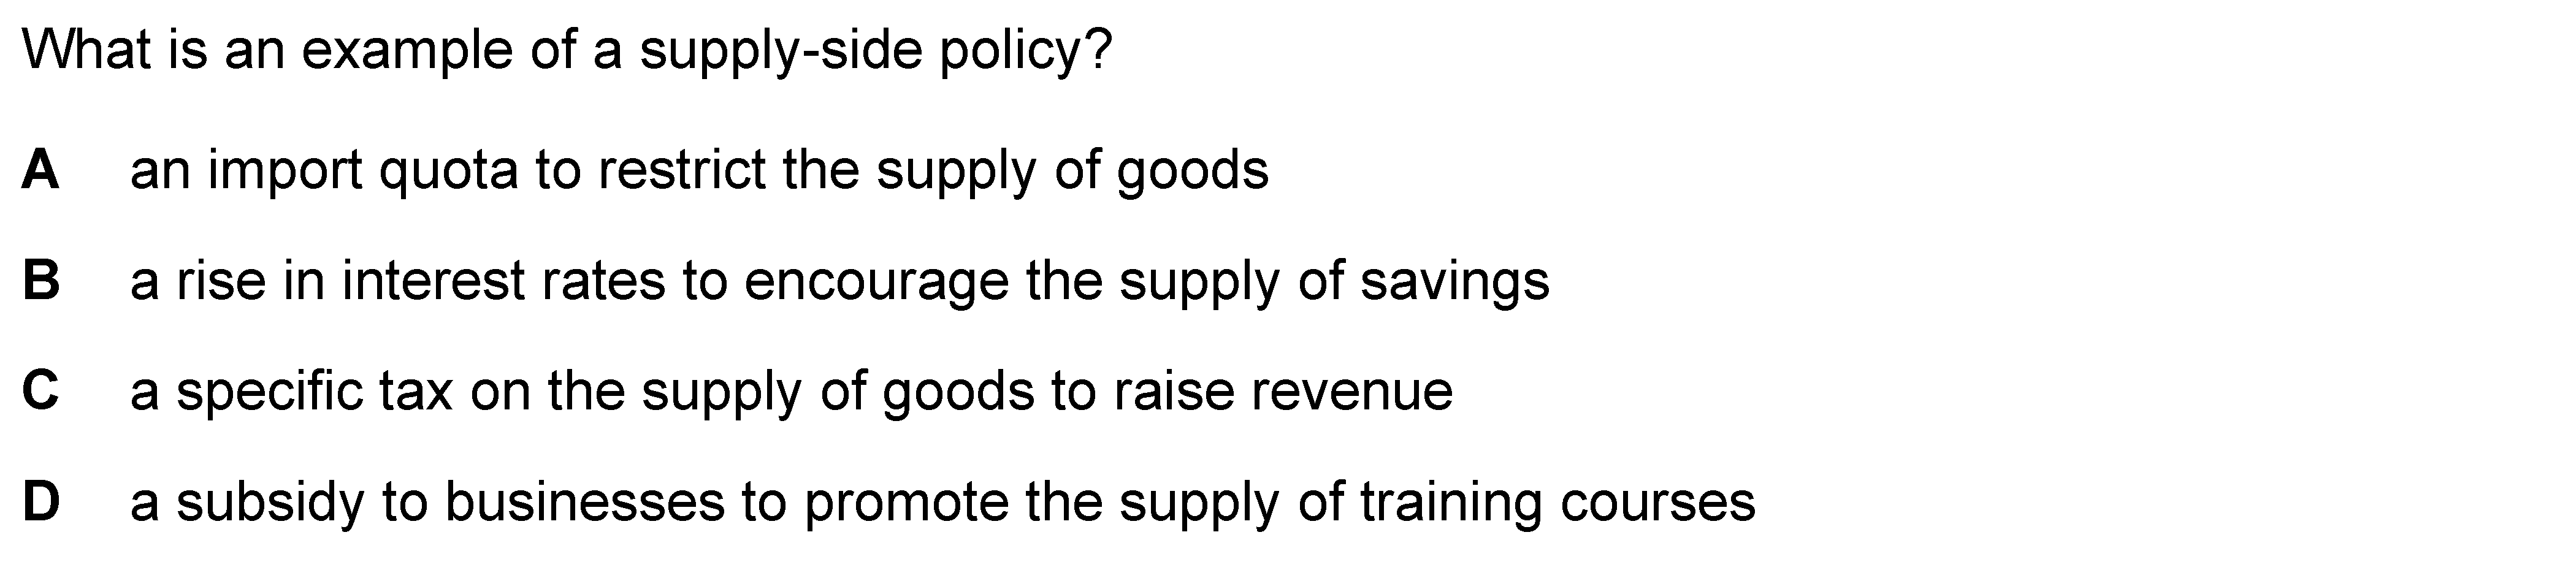 What is an example of a supply-side policy?
A an import quota to restrict the supply of goods
B a rise in interest rates to encourage the supply of savings
C a specific tax on the supply of goods to raise revenue
D a subsidy to businesses to promote the supply of training courses